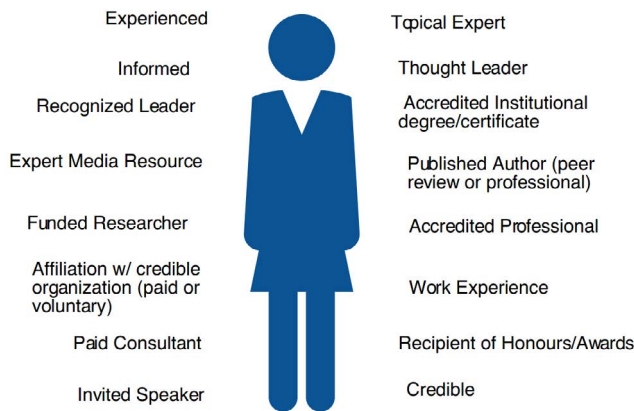 Experienced
Informed
Recognized Leader
Expert Media Resource
Funded Researcher
Affiliation w/ credible
organization (paid or
voluntary)
Paid Consultant
Invited Speaker
Topical Expert
Thought Leader
Accredited Institutional
degree/certificate
Published Author (peer
review or professional)
Accredited Professional
Work Experience
Recipient of Honours/Awards
Credible